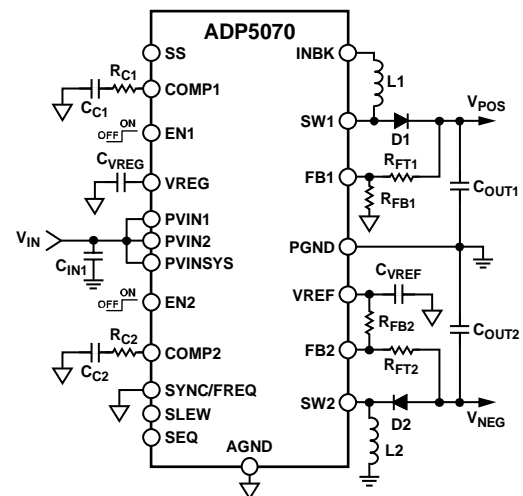 ADP5070
SS
INBK
RC1
CC1
COMP1
L1
ON
OFF
EN1
SW1
D1
VPOS
CVREG
VREG
FB1
RFT1
RFB1
COUT1
VIN
PVIN1
PVIN2
PVINSYS
CIN1
PGND
ON
OFF
EN2
VREF
CVREF
RFB2
RC2
CC2
COMP2
FB2
RFT2
COUT2
SYNC/FREQ
SLEW
SEQ
SW2
D2
VNEG
L2
AGND